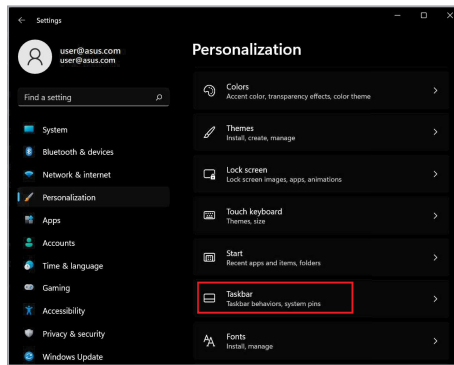 Settings
user@asus.com
user@asus.com
Find a setting
System
Bluetooth & devices
Network & internet
Personalization
Apps
Accounts
Time & language
Gaming
Accessibility
Privacy & security
Windows Update
Personalization
Colors
Accent color, transparency effects, color theme
Themes
Install, create, manage
Lock screen
Lock screen images, apps, animations
Touch keyboard
Themes, size
Start
Recent apps and items, folders
Taskbar
Taskbar behaviors, system pins
Fonts
Install, manage